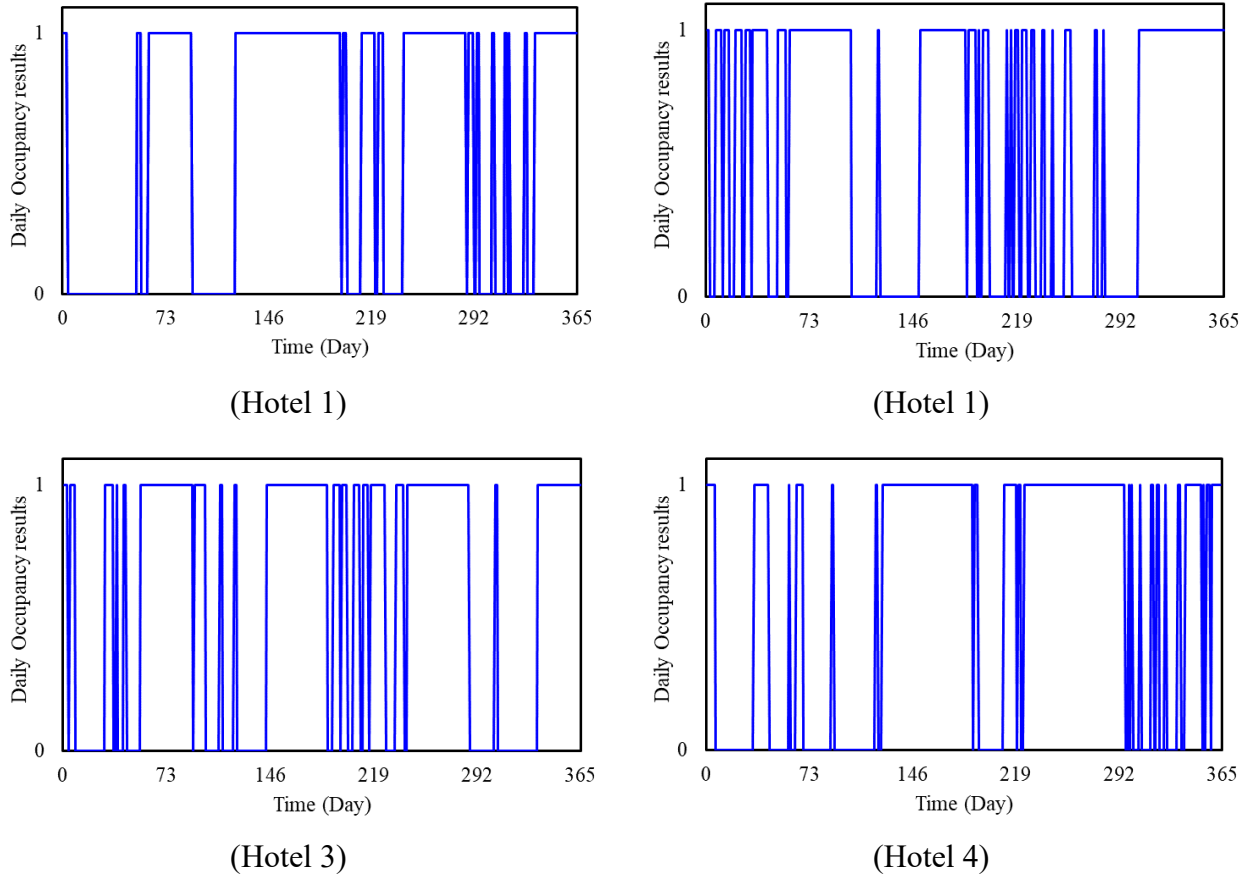 Daily Occupancy results
1
0
0 73 146 219 292 365
Time (Day)
(Hotel 1)
Daily Occupancy results
1
0
0 73 146 219 292 365
Time (Day)
(Hotel 1)
Daily Occupancy results
1
0
0 73 146 219 292 365
Time (Day)
(Hotel 3)
Daily Occupancy results
1
0
0 73 146 219 292 365
Time (Day)
(Hotel 4)